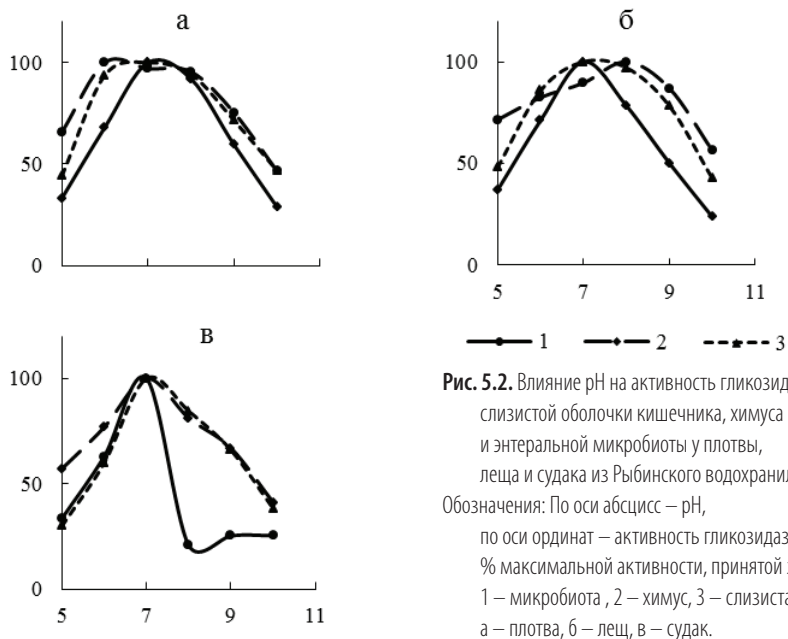 а
100
50
0
б
100
50
0
5 7 9 11
в
100
50
0
5 7 9 11
1 2 3
Рис. 5.2. Влияние pH на активность гликозид
слизистой оболочки кишечника, химуса
и энтеральной микробиоты у плотвы,
леща и судака из Рыбинского водохранил
Обозначения: По оси абсцисс – pH,
по оси ординат – активность гликозидаз
% максимальной активности, принятой
1 – микробиота , 2 – химус, 3 – слизиста
а – плотва, б – лещ, в – судак.